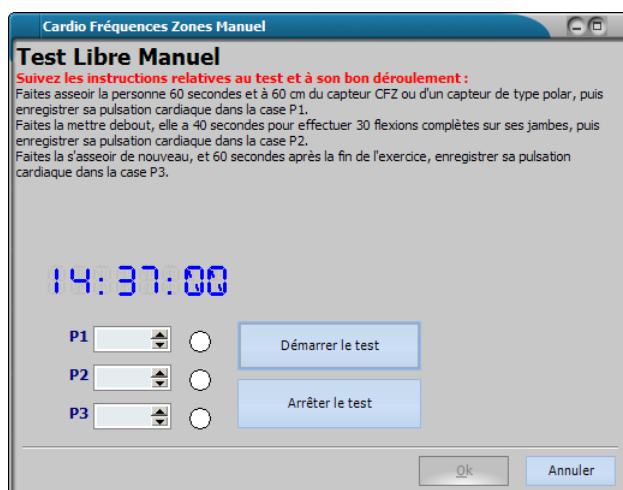 Cardio Fréquences Zones Manuel
Test Libre Manuel
Suivez les instructions relatives au test et à son bon déroulement :
Faites asseoir la personne 60 secondes et à 60 cm du capteur CFZ ou d'un capteur de type polar, puis
enregistrer sa pulsation cardiaque dans la case P1.
Faites la mettre debout, elle a 40 secondes pour effectuer 30 flexions complètes sur ses jambes, puis
enregistrer sa pulsation cardiaque dans la case P2.
Faites la s'asseoir de nouveau, et 60 secondes après la fin de l'exercice, enregistrer sa pulsation
cardiaque dans la case P3.
14:37:00
P1
Démarrer le test
P2
Arrêter le test
P3
Ok
Annuler